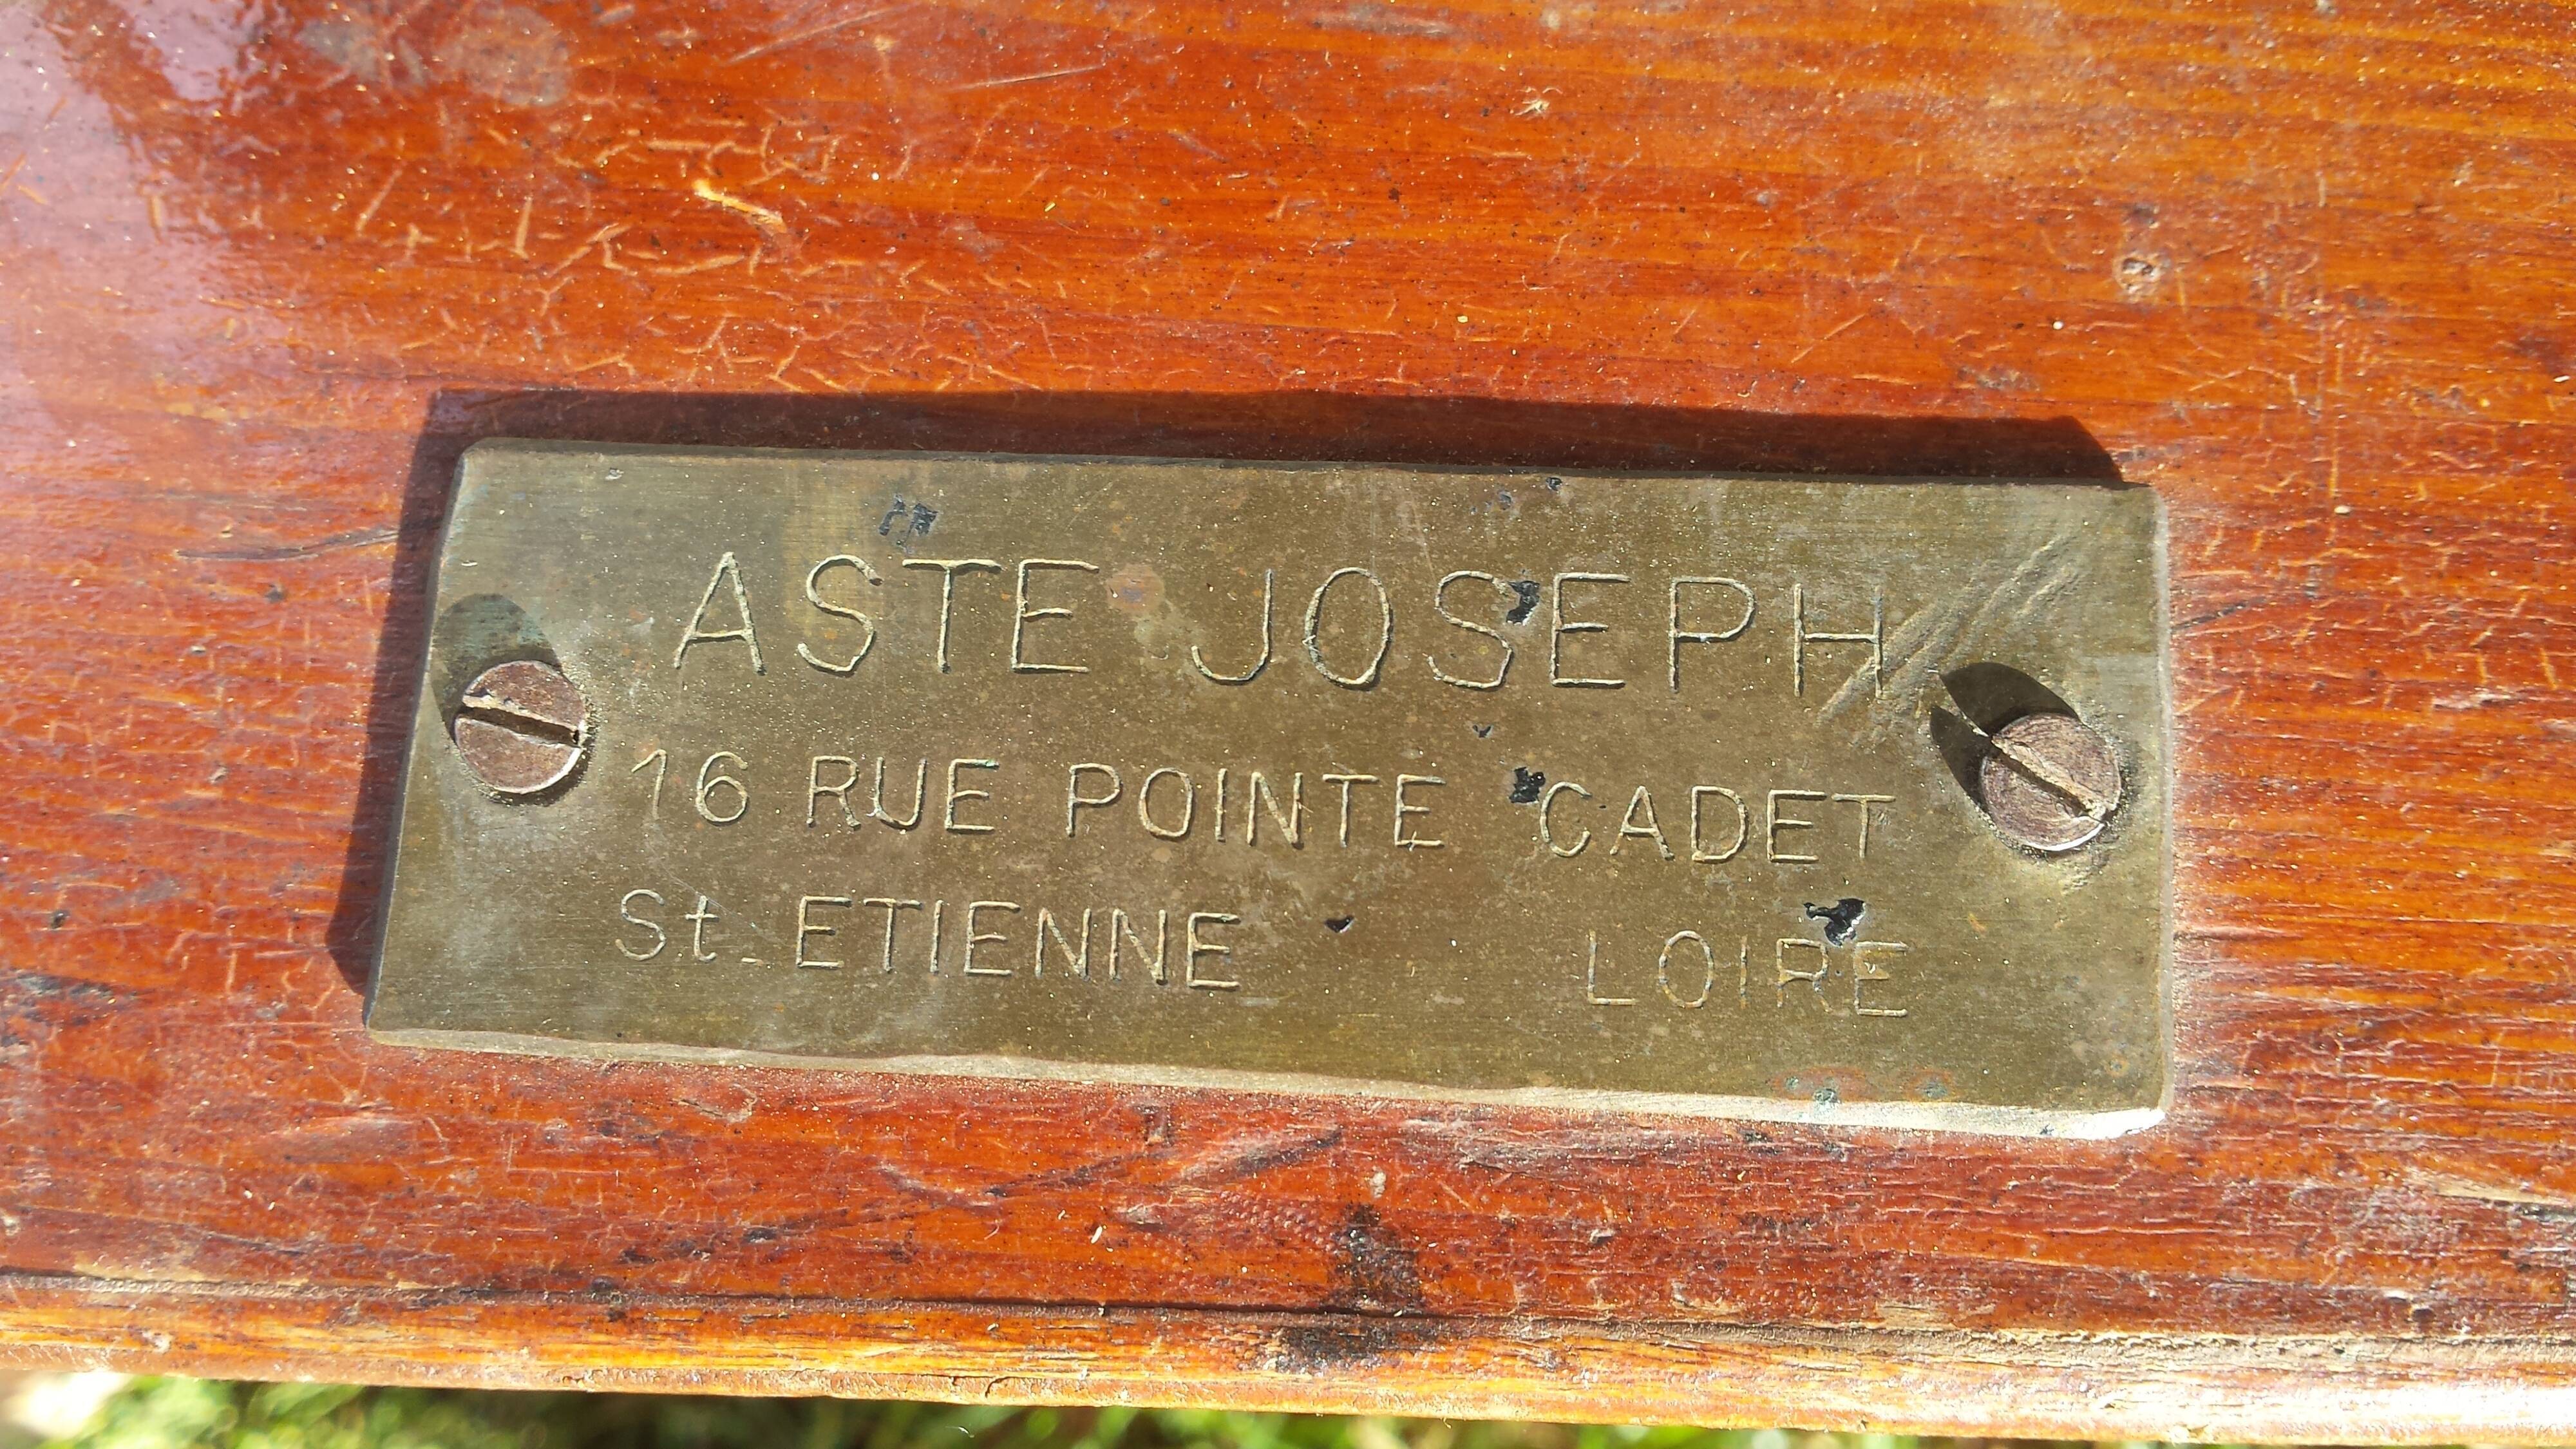 ASTE JOSEPH
16 RUE POINTE CADET
St_ETIENNE LOIRE